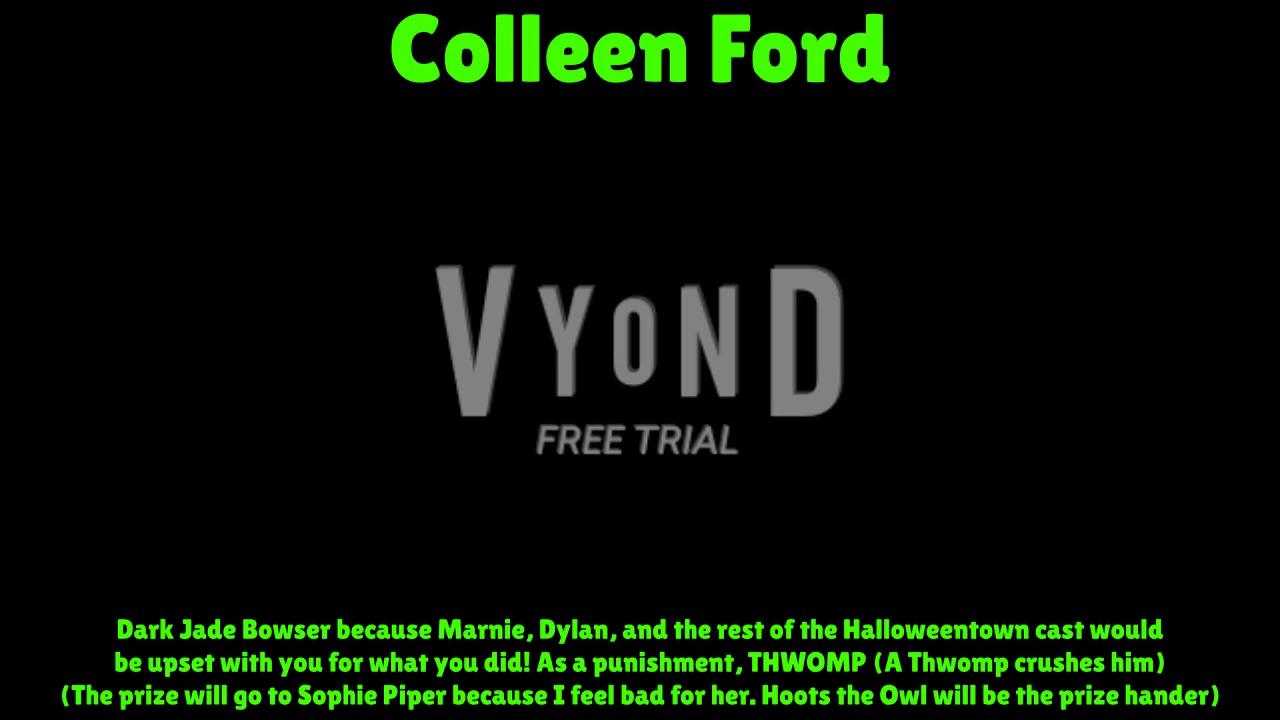 Colleen Ford
VYOND
FREE TRIAL
Dark Jade Bowser because Marnie, Dylan, and the rest of the Halloweentown cast would
be upset with you for what you did! As a punishment, THWOMP (A Thwomp crushes him)
(The prize will go to Sophie Piper because I feel bad for her. Hoots the Owl will be the prize hander)